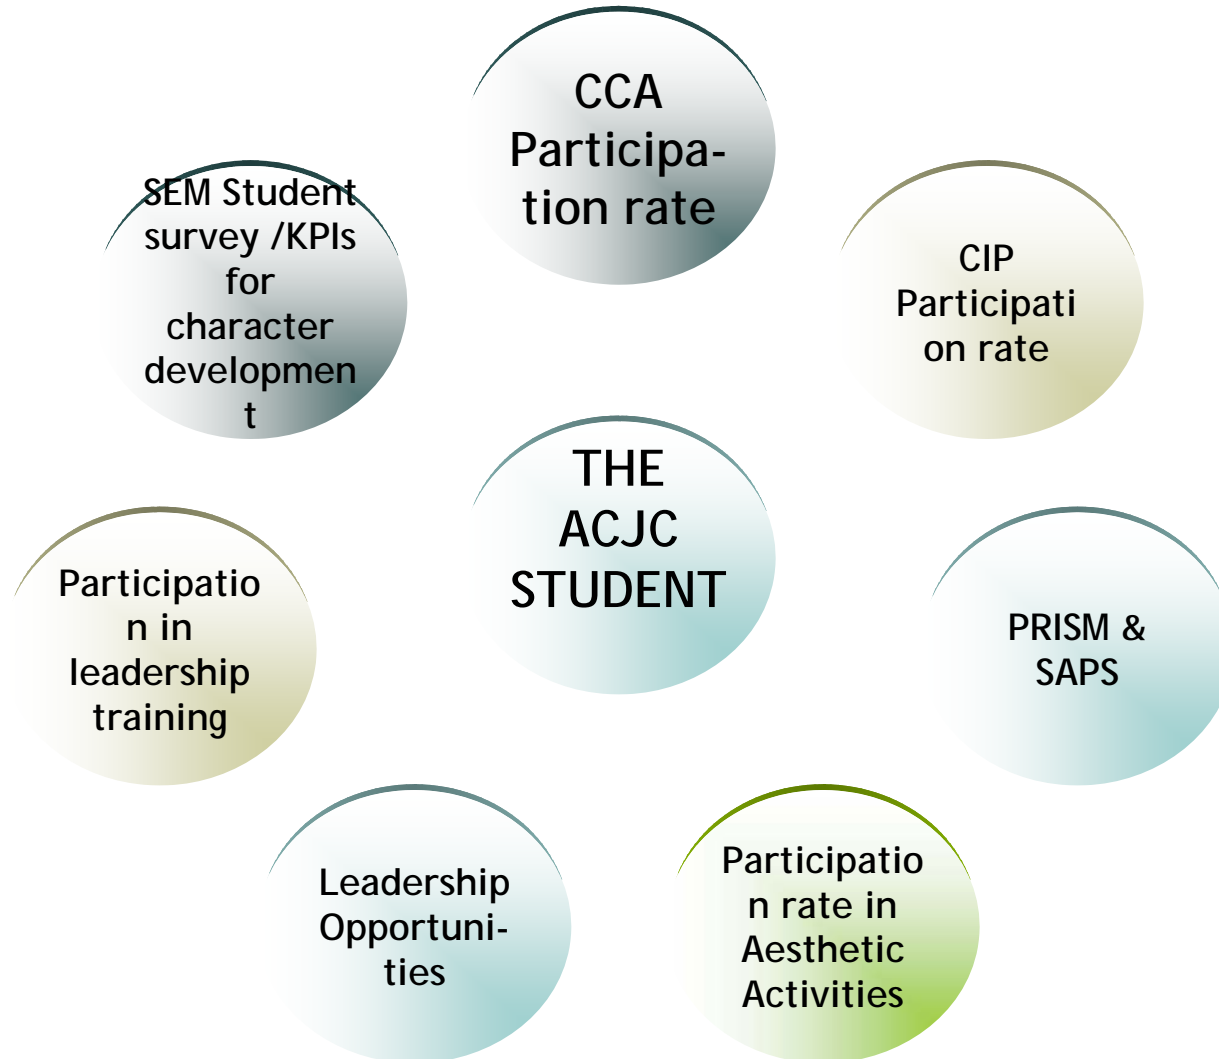 CCA
Participa-
tion rate
SEM Student
survey /KPIs
for
character
developmen
t
CIP
Participati
on rate
THE
ACJC
STUDENT
Participatio
n in
leadership
training
PRISM &
SAPS
Leadership
Opportuni-
ties
Participatio
n rate in
Aesthetic
Activities